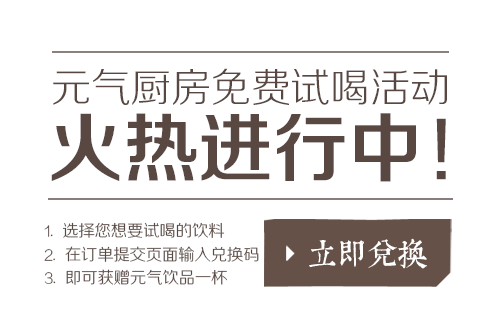 元气厨房免费试喝活动
火热进行中！
1. 选择您想要试喝的饮料
2. 在订单提交页面输入兑换码
3. 即可获赠元气饮品一杯
立即兌換